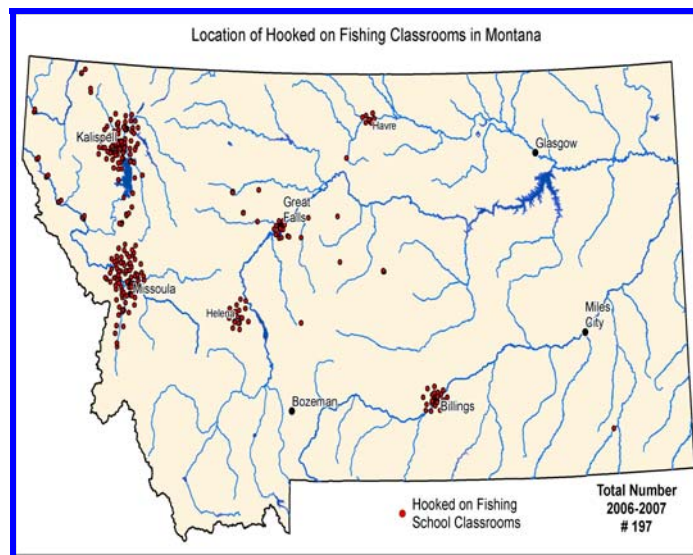 Location of Hooked on Fishing Classrooms in Montana
Kalispell
Havre
Glasgow
Great
Falls
Missoula
Helena
Miles
City
Bozeman
Billings
Hooked on Fishing
School Classrooms
Total Number
2006-2007
# 197